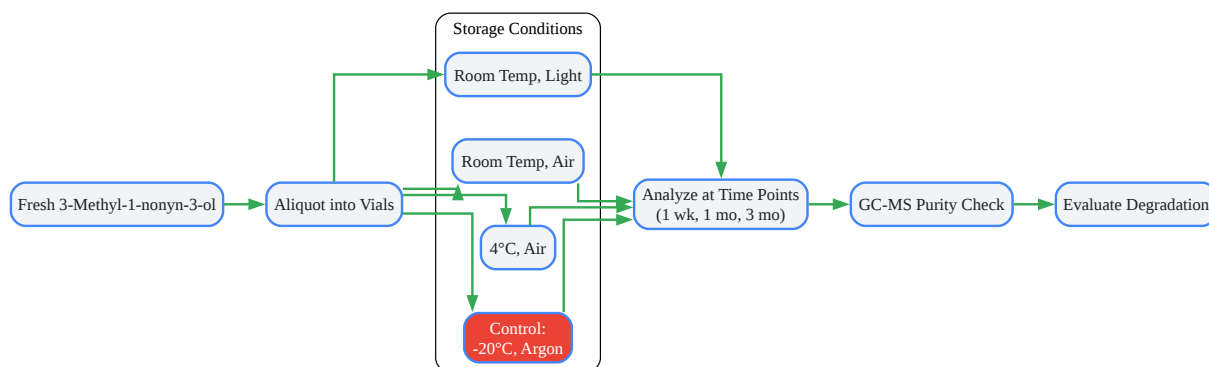 Storage Conditions
Room Temp, Light
Room Temp, Air
Fresh 3-Methyl-1-nonyn-3-ol
Aliquot into Vials
Analyze at Time Points
(1 wk, 1 mo, 3 mo)
GC-MS Purity Check
Evaluate Degradation
4°C, Air
Control:
-20°C, Argon